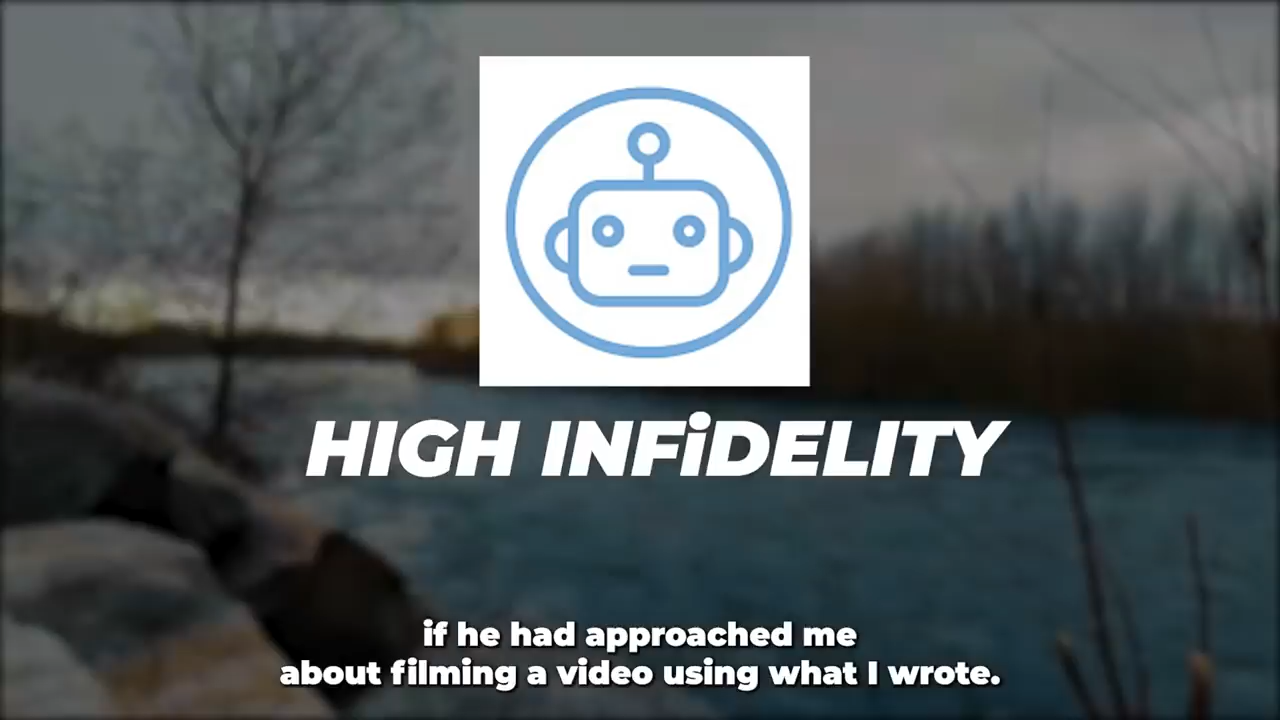 HIGH INFiDELITY
if he had approached me
about filming a video using what I wrote.